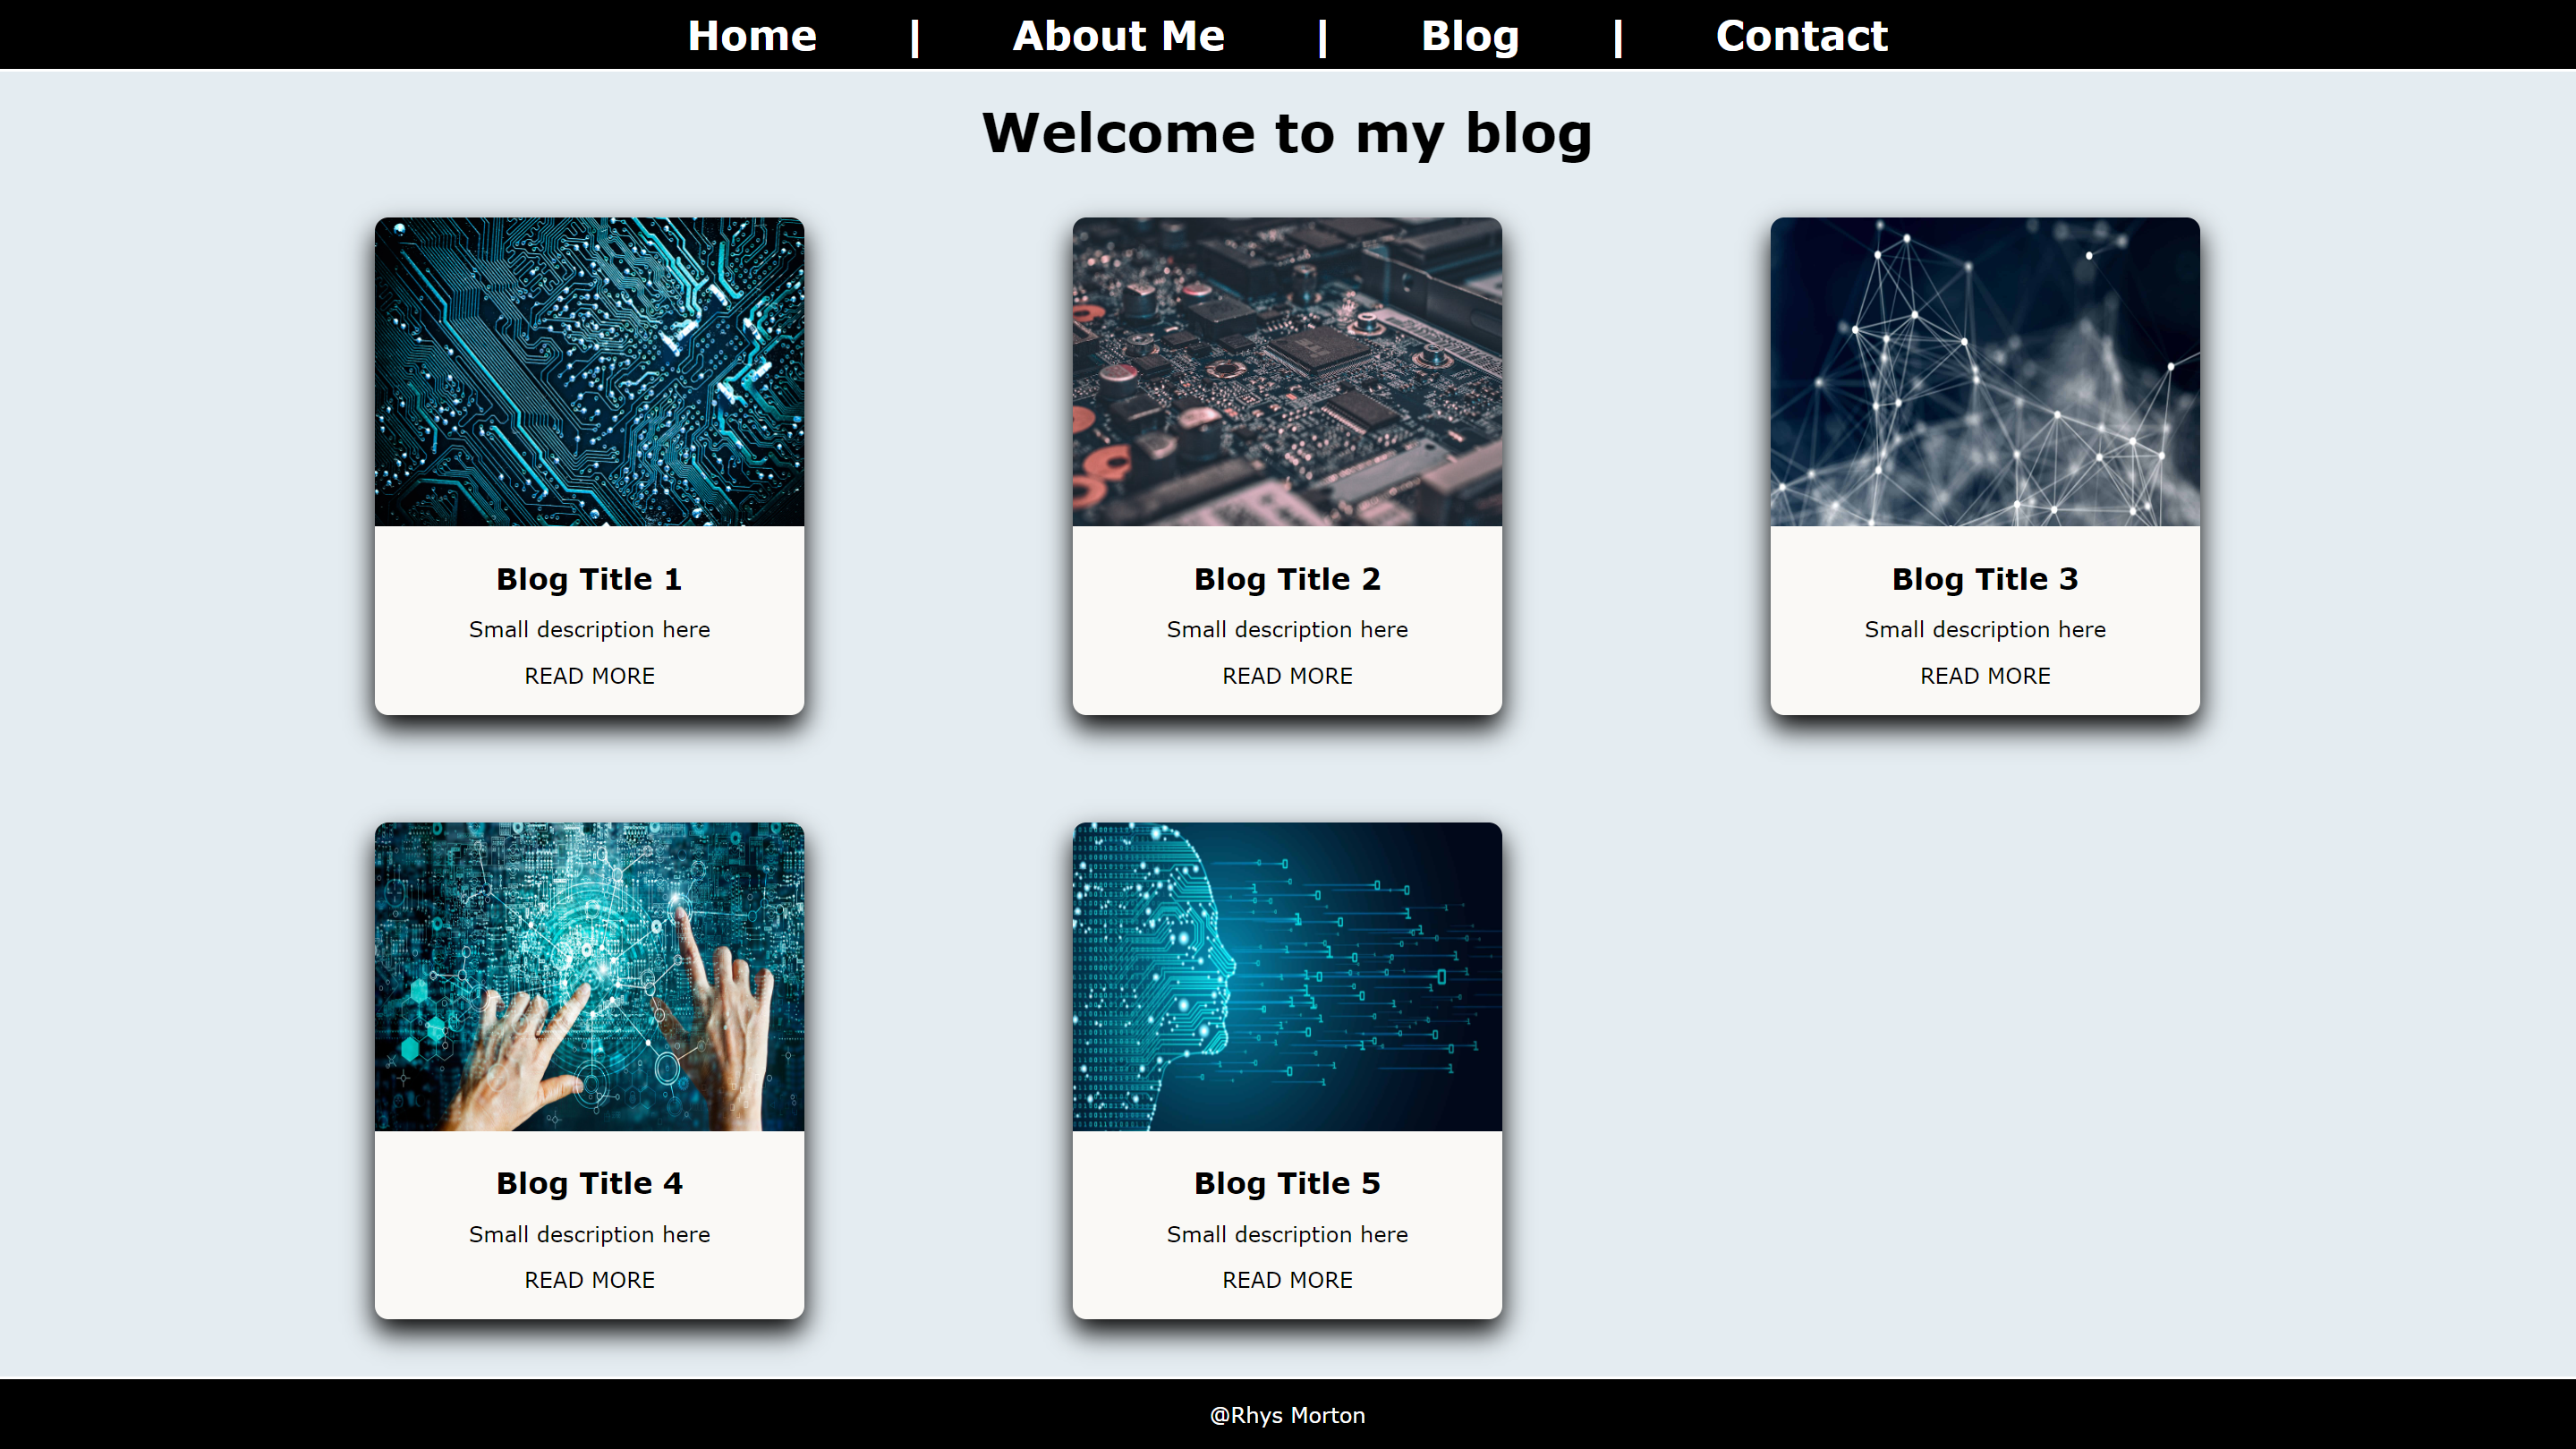 Home | About Me | Blog | Contact
Welcome to my blog
Blog Title 1
Small description here
READ MORE
Blog Title 2
Small description here
READ MORE
Blog Title 3
Small description here
READ MORE
Blog Title 4
Small description here
READ MORE
Blog Title 5
Small description here
READ MORE
@Rhys Morton